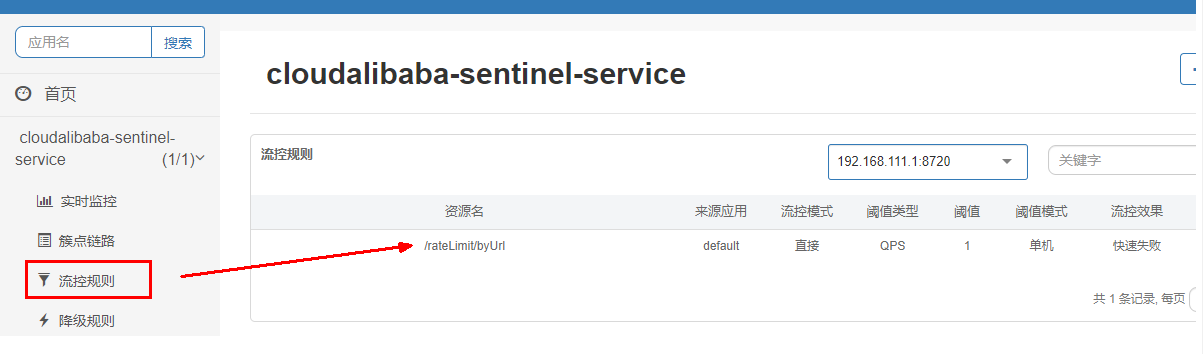 应用名 搜索
首页
cloudalibaba-sentinel-
service (1/1)
实时监控
簇点链路
流控规则
降级规则
cloudalibaba-sentinel-service
流控规则 192.168.111.1:8720 关键字
资源名 来源应用 流控模式 阈值类型 阈值 阈值模式 流控效果
/rateLimit/byUrl default 直接 QPS 1 单机 快速失败
共 1 条记录, 每页